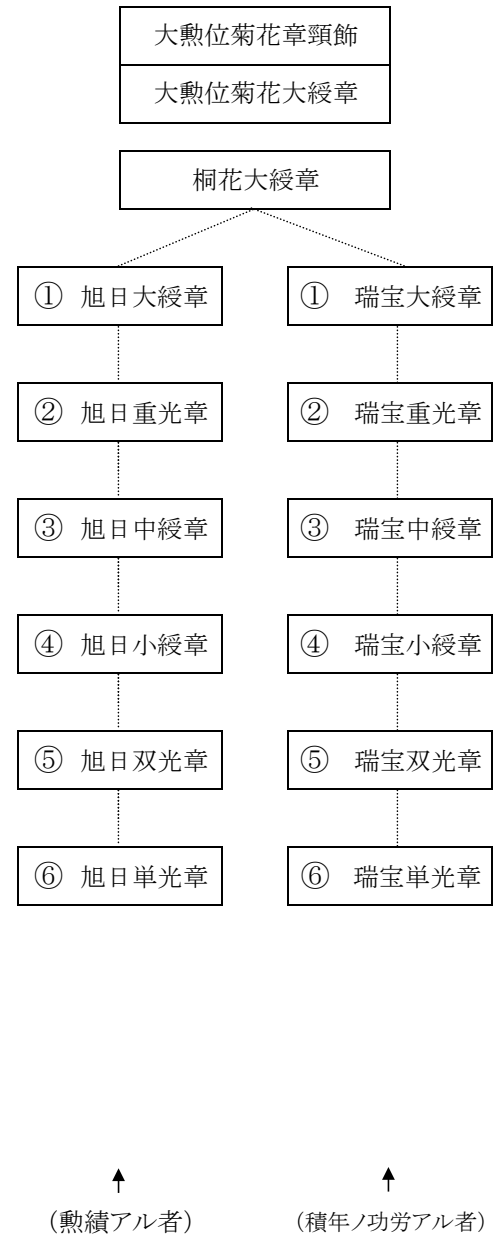 大勲位菊花章頸飾
大勲位菊花大綬章
桐花大綬章
① 旭日大綬章
① 瑞宝大綬章
② 旭日重光章
② 瑞宝重光章
③ 旭日中綬章
③ 瑞宝中綬章
④ 旭日小綬章
④ 瑞宝小綬章
⑤ 旭日双光章
⑤ 瑞宝双光章
⑥ 旭日単光章
⑥ 瑞宝単光章
(勲績アル者)
(積年ノ功労アル者)